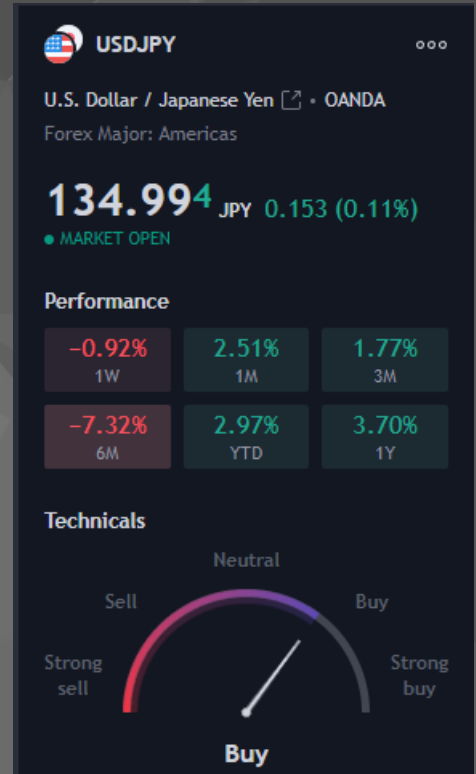 USDJPY
U.S. Dollar / Japanese Yen • OANDA
Forex Major: Americas
134.994 JPY 0.153 (0.11%)
• MARKET OPEN
Performance
−0.92% 2.51% 1.77%
1W 1M 3M
−7.32% 2.97% 3.70%
6M YTD 1Y
Technicals
Neutral
Sell Buy
Strong sell Strong buy
Buy